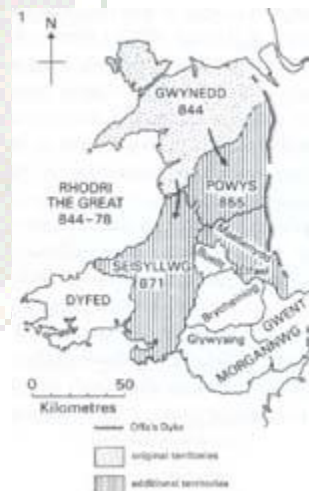 1
N
GWYNEDD
844
RHODRI
THE GREAT
844–78
POWYS
855
SEISYLLWG
871
DYFED
Brycheiniog
Glywysing
GWENT
MORGANNWG
0 50
Kilometres
Offa's Dyke
original territories
additional territories